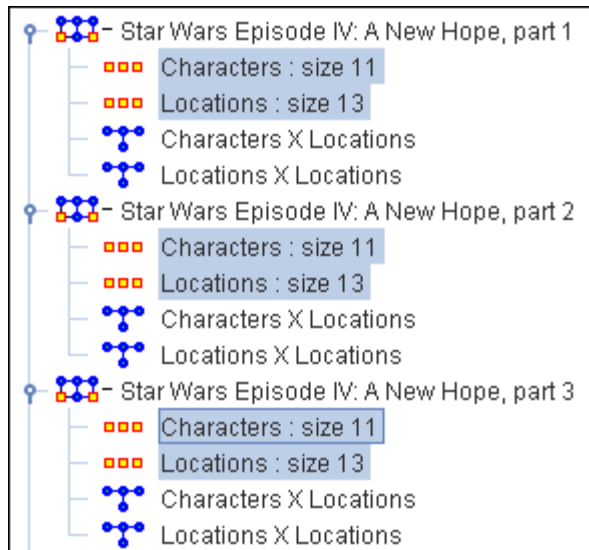 Star Wars Episode IV: A New Hope, part 1
Characters : size 11
Locations : size 13
Characters X Locations
Locations X Locations
Star Wars Episode IV: A New Hope, part 2
Characters : size 11
Locations : size 13
Characters X Locations
Locations X Locations
Star Wars Episode IV: A New Hope, part 3
Characters : size 11
Locations : size 13
Characters X Locations
Locations X Locations